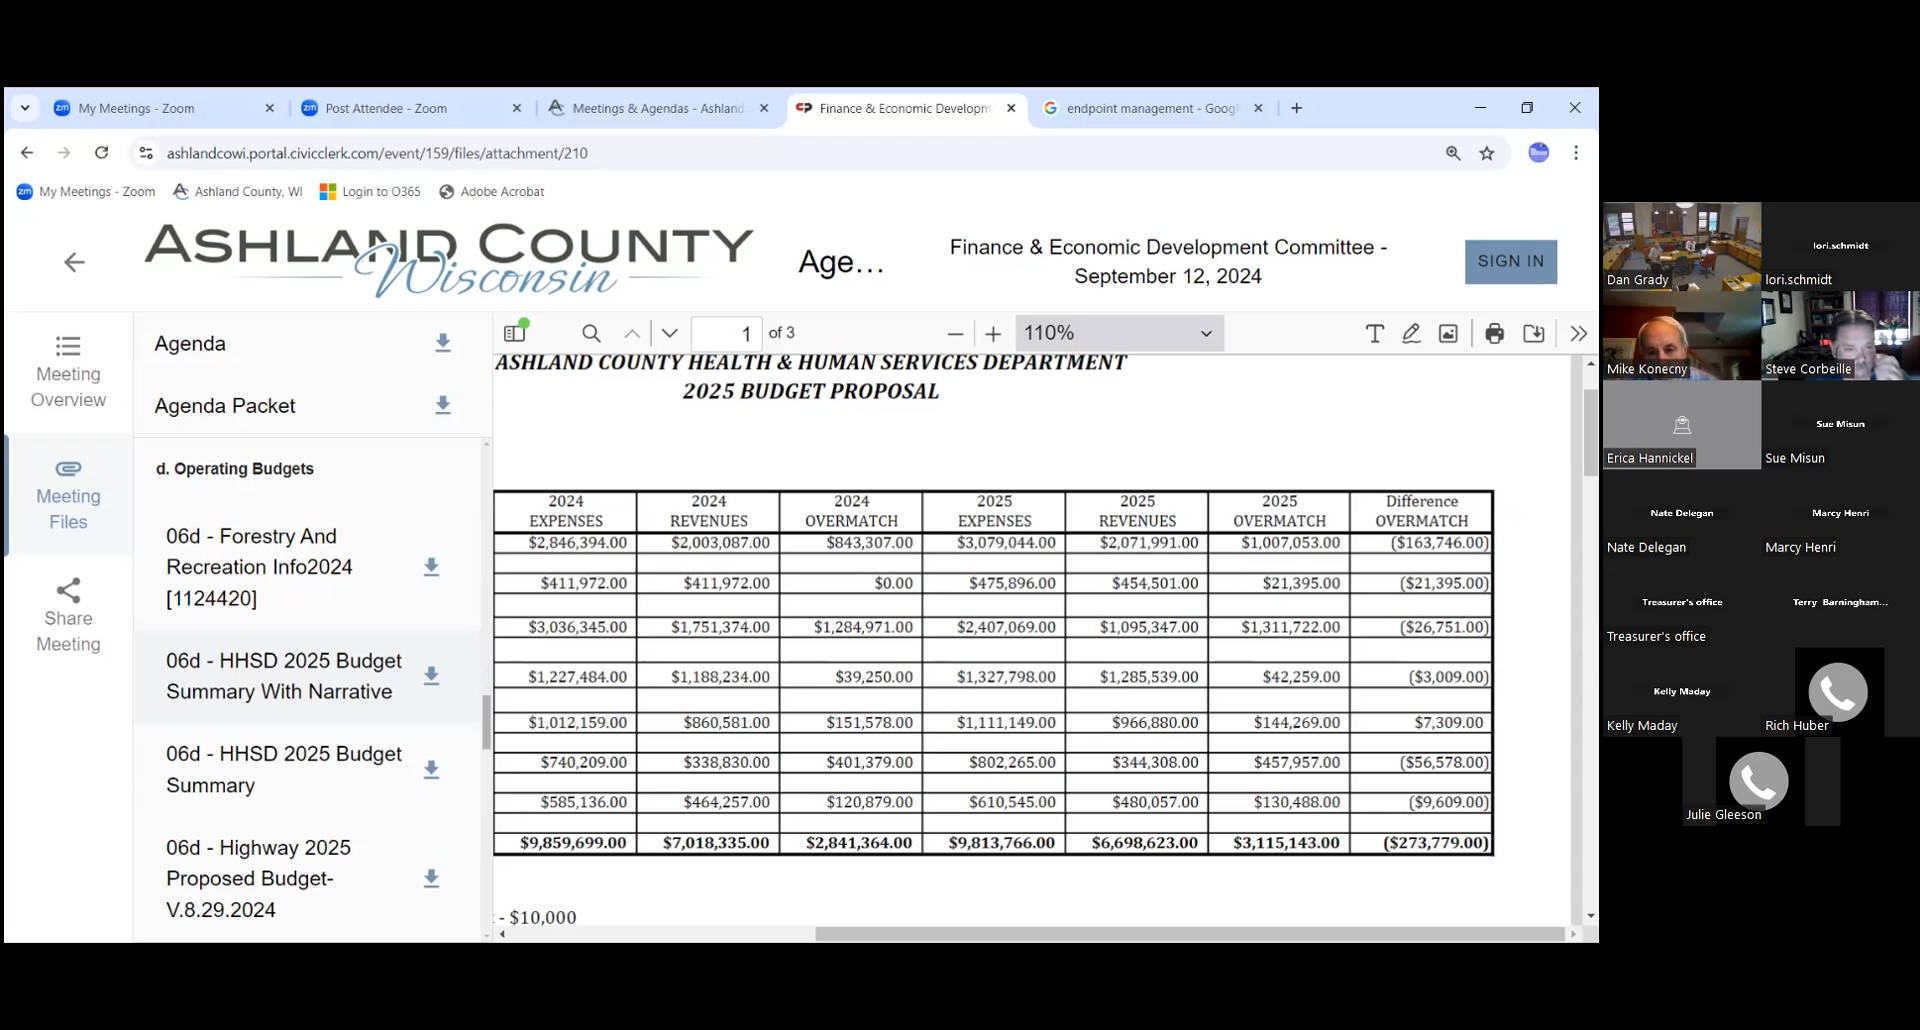 My Meetings - Zoom
Post Attendee - Zoom
Meetings & Agendas - Ashland
Finance & Economic Developm
endpoint management - Googl
ashlandcowi.portal.civicclerk.com/event/159/files/attachment/210
My Meetings - Zoom
Ashland County, WI
Login to O365
Adobe Acrobat
ASHLAND COUNTY
Wisconsin
Age...
Finance & Economic Development Committee -
September 12, 2024
SIGN IN
Meeting
Overview
Meeting
Files
Share
Meeting
Agenda
Agenda Packet
d. Operating Budgets
06d - Forestry And
Recreation Info2024
[1124420]
06d - HHSD 2025 Budget
Summary With Narrative
06d - HHSD 2025 Budget
Summary
06d - Highway 2025
Proposed Budget-
V.8.29.2024
1 of 3
110%
ASHLAND COUNTY HEALTH & HUMAN SERVICES DEPARTMENT
2025 BUDGET PROPOSAL
2024 2024 2024 2025 2025 2025 Difference
EXPENSES REVENUES OVERMATCH EXPENSES REVENUES OVERMATCH OVERMATCH
$2,846,394.00 $2,003,087.00 $843,307.00 $3,079,044.00 $2,071,991.00 $1,007,053.00 ($163,746.00)
$411,972.00 $411,972.00 $0.00 $475,896.00 $454,501.00 $21,395.00 ($21,395.00)
$3,036,345.00 $1,751,374.00 $1,284,971.00 $2,407,069.00 $1,095,347.00 $1,311,722.00 ($26,751.00)
$1,227,484.00 $1,188,234.00 $39,250.00 $1,327,798.00 $1,285,539.00 $42,259.00 ($3,009.00)
$1,012,159.00 $860,581.00 $151,578.00 $1,111,149.00 $966,880.00 $144,269.00 $7,309.00
$740,209.00 $338,830.00 $401,379.00 $802,265.00 $344,308.00 $457,957.00 ($56,578.00)
$585,136.00 $464,257.00 $120,879.00 $610,545.00 $480,057.00 $130,488.00 ($9,609.00)
$9,859,699.00 $7,018,335.00 $2,841,364.00 $9,813,766.00 $6,698,623.00 $3,115,143.00 ($273,779.00)
- $10,000
Dan Grady
lori.schmidt
lori.schmidt
Mike Konecny
Steve Corbeille
Erica Hannickel
Sue Misun
Sue Misun
Nate Delegan
Nate Delegan
Marcy Henri
Marcy Henri
Treasurer's office
Treasurer's office
Terry Barningham...
Kelly Maday
Kelly Maday
Rich Huber
Julie Gleeson